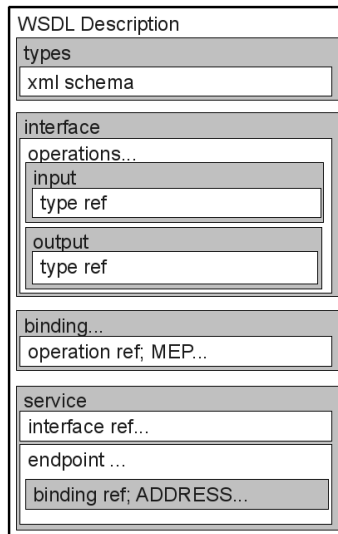 WSDL Description
types
xml schema
interface
operations...
input
type ref
output
type ref
binding...
operation ref; MEP...
service
interface ref...
endpoint ...
binding ref; ADDRESS...